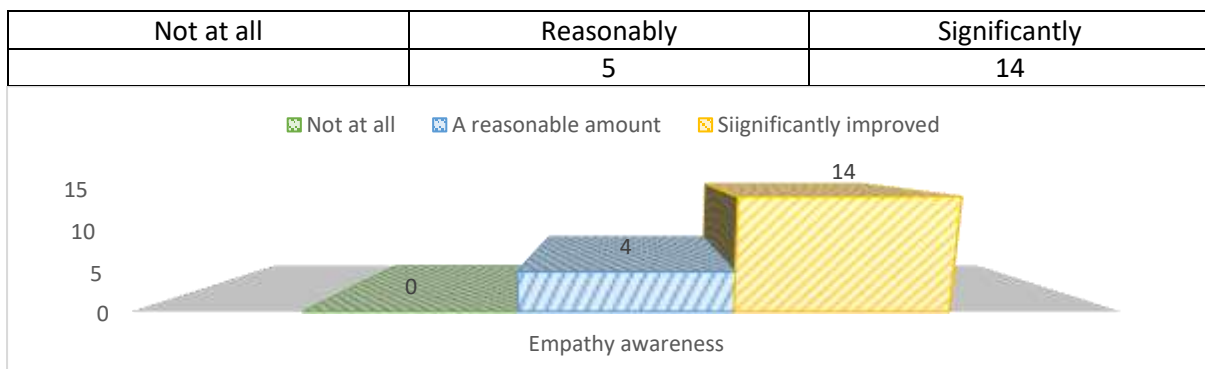 Not at all Reasonably Significantly
5 14
Not at all A reasonable amount Siignificantly improved
14
15
10
4
5
0
0
Empathy awareness